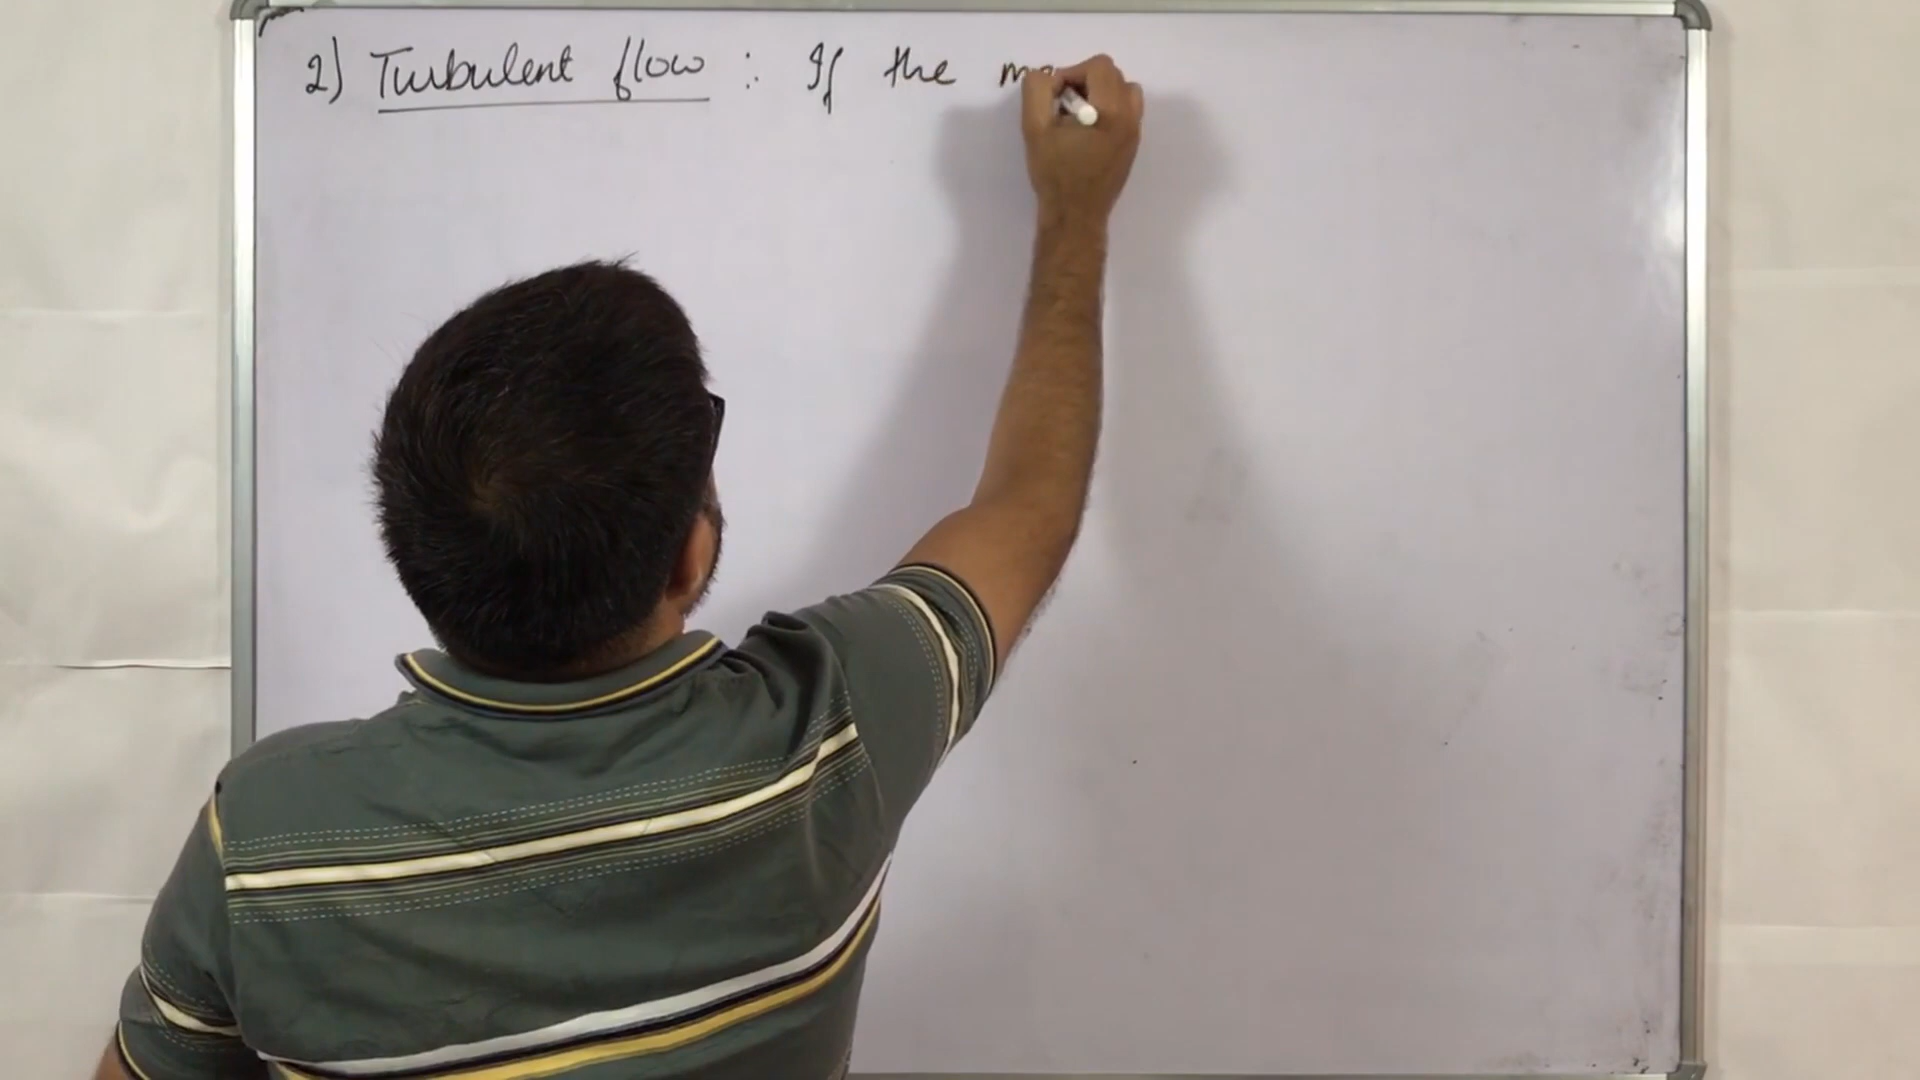 2) Turbulent flow : If the